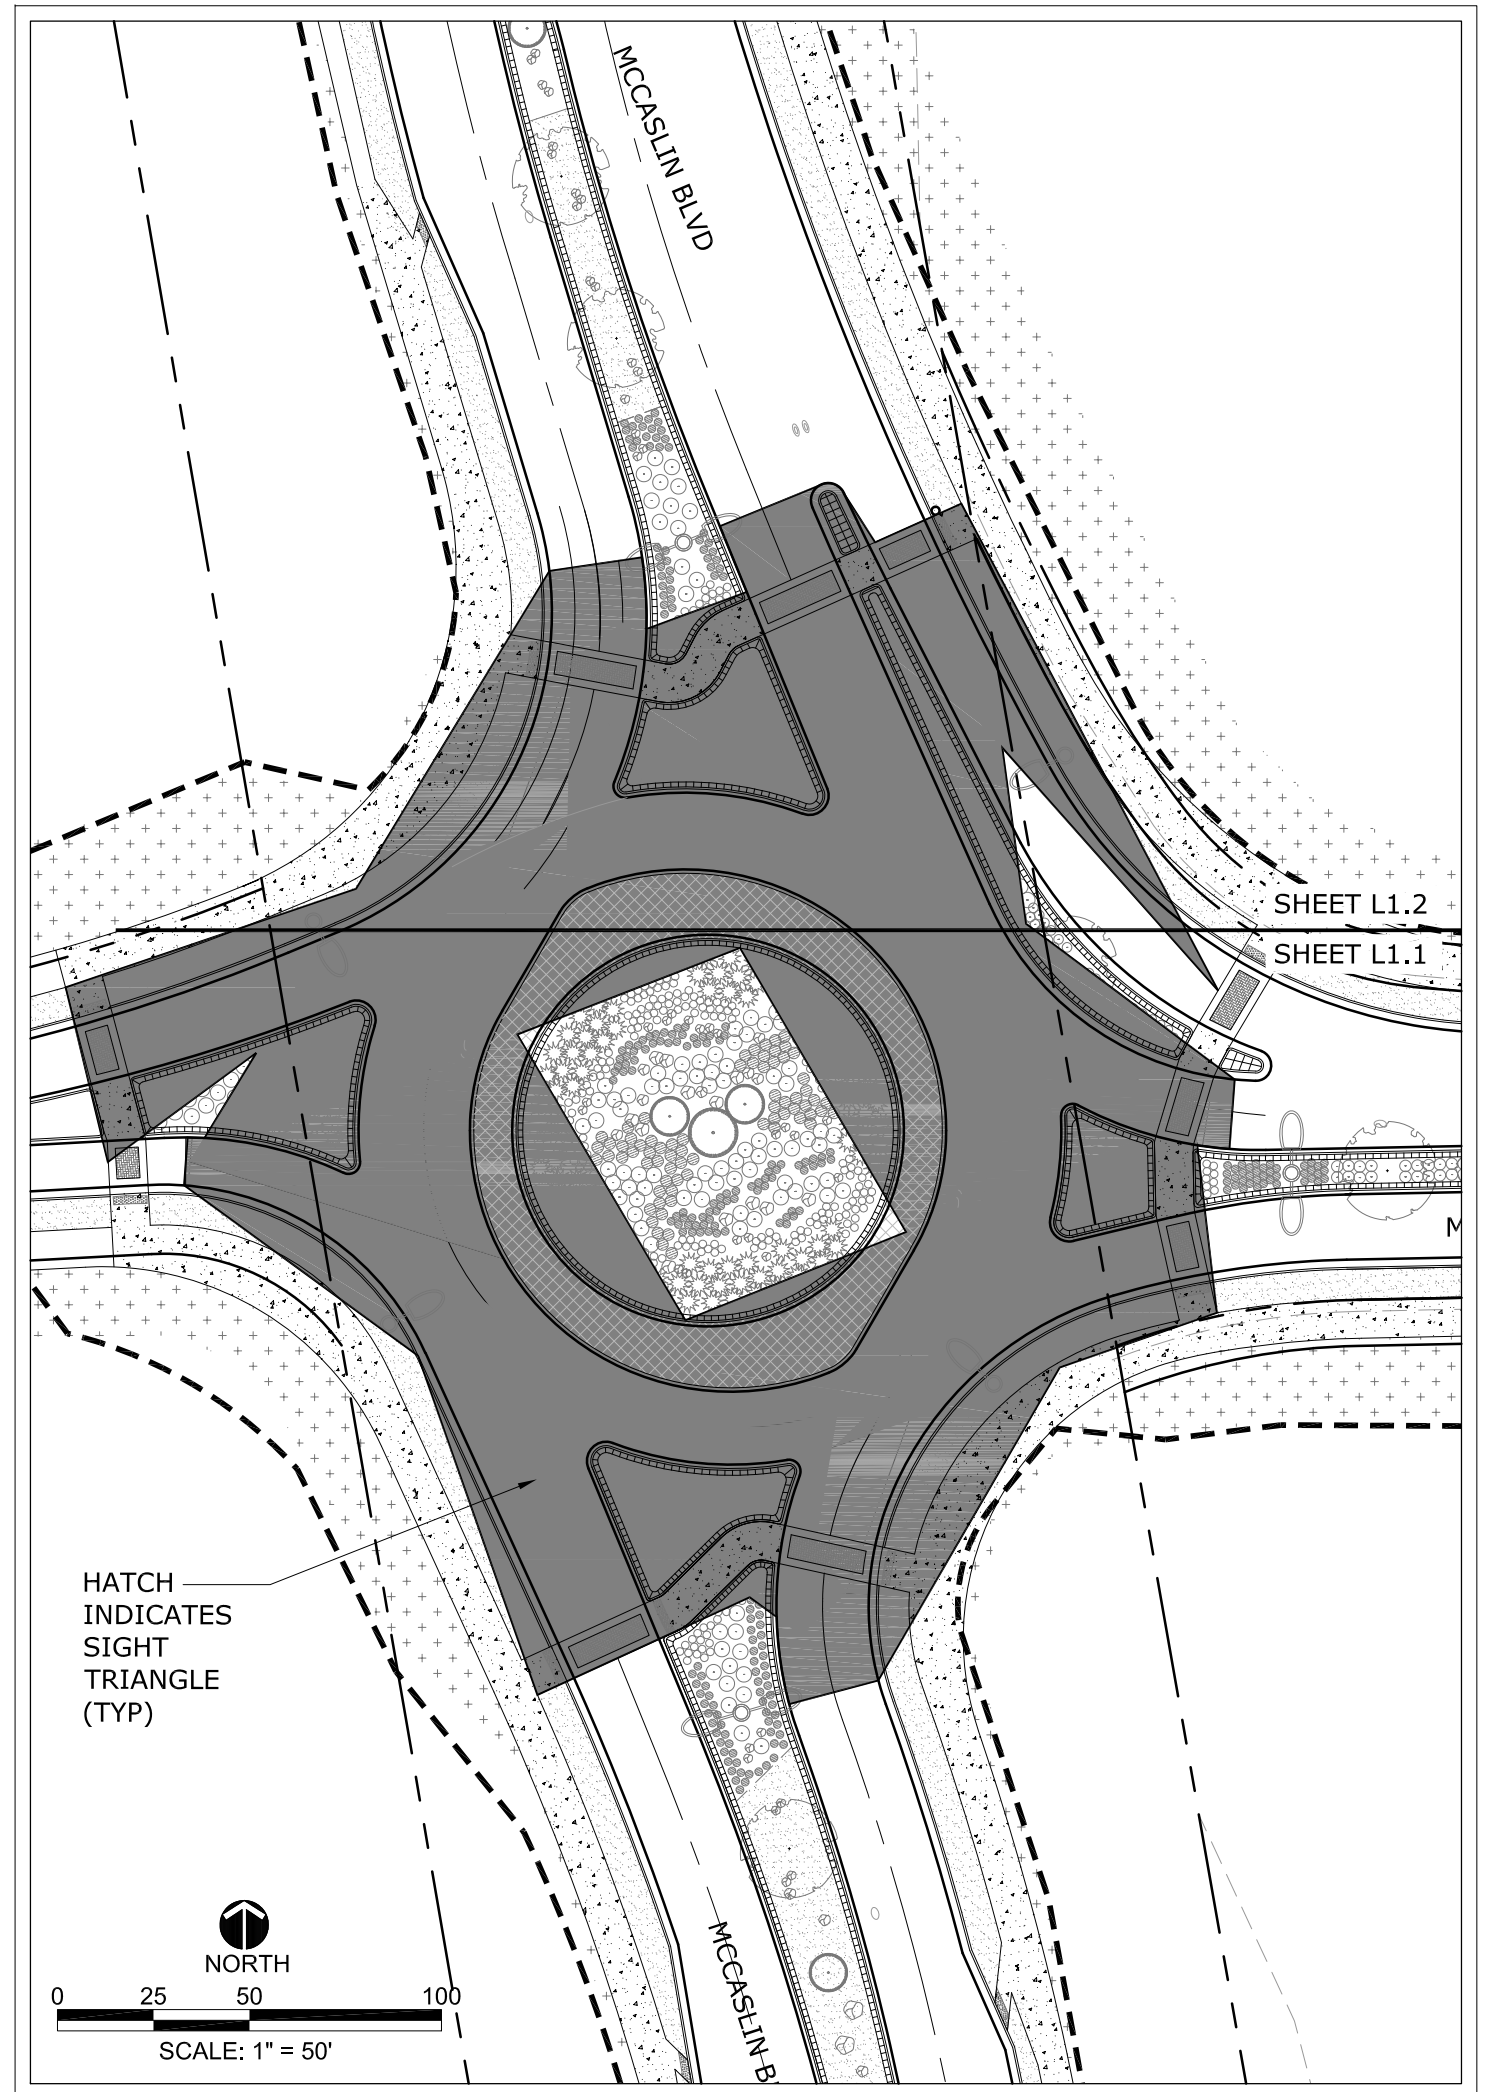 MCCASLIN BLVD
SHEET L1.2
SHEET L1.1
M
HATCH
INDICATES
SIGHT
TRIANGLE
(TYP)
MCCASLIN B
NORTH
0 25 50 100
SCALE: 1" = 50'